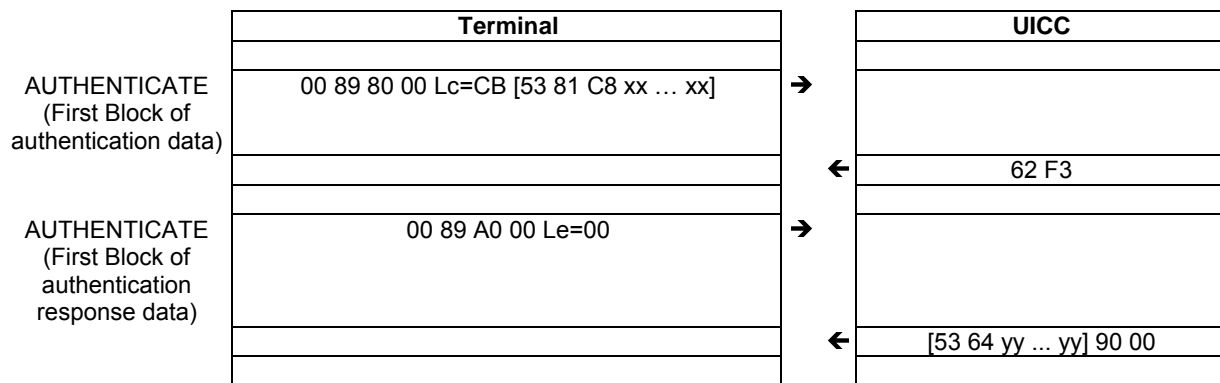 Terminal UICC
AUTHENTICATE
(First Block of
authentication data)
00 89 80 00 Lc=CB [53 81 C8 xx … xx] →
← 62 F3
AUTHENTICATE
(First Block of
authentication
response data)
00 89 A0 00 Le=00 →
← [53 64 yy ... yy] 90 00